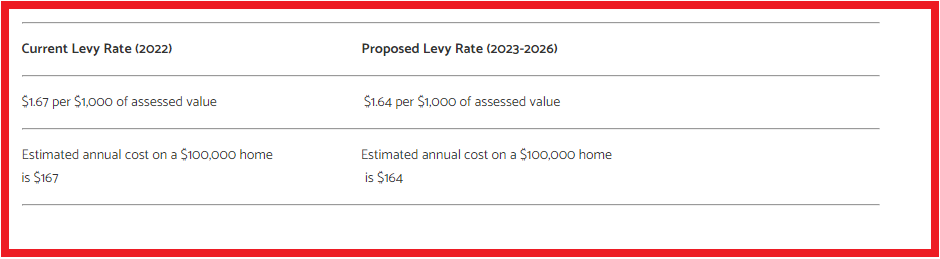 Current Levy Rate (2022)
Proposed Levy Rate (2023-2026)
$1.67 per $1,000 of assessed value
$1.64 per $1,000 of assessed value
Estimated annual cost on a $100,000 home
is $167
Estimated annual cost on a $100,000 home
is $164